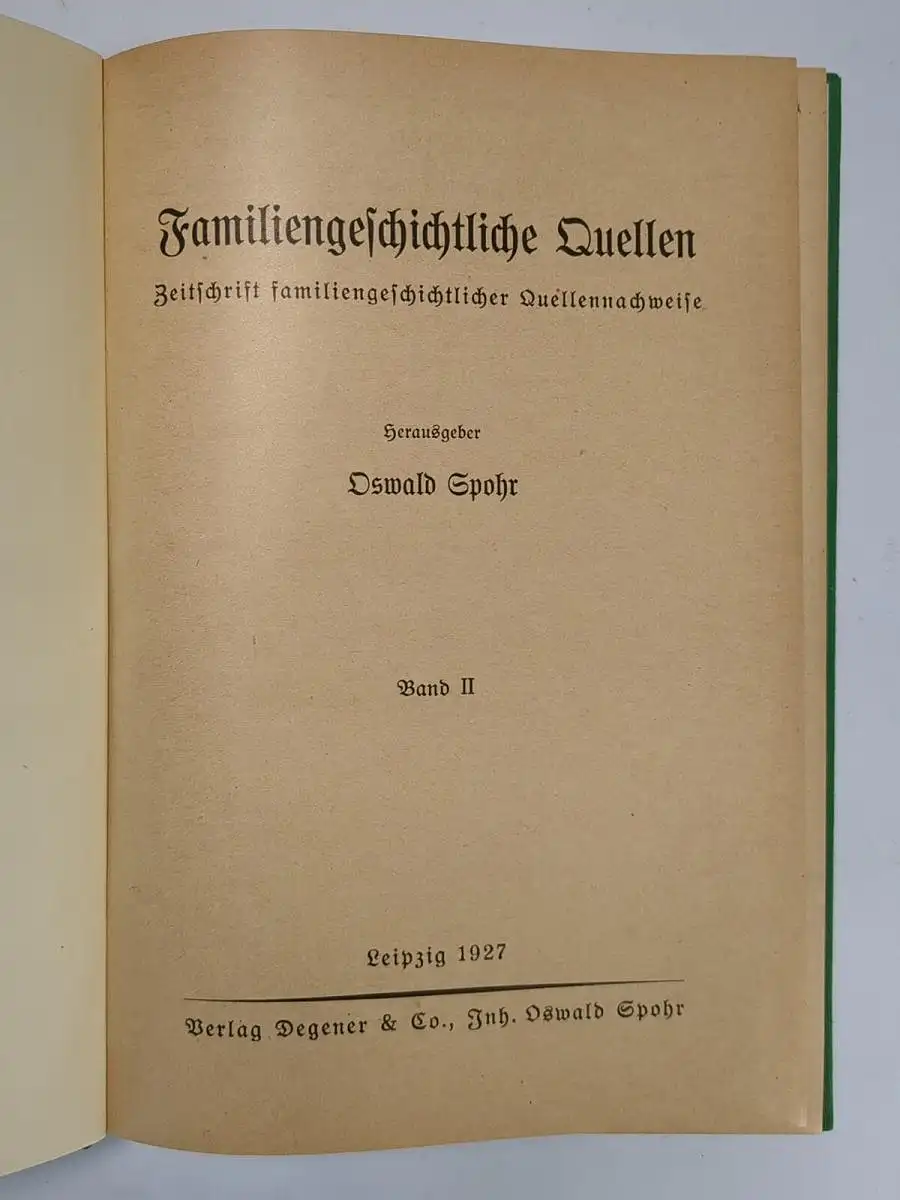 Familiengeschichtliche Quellen
Zeitschrift familiengeschichtlicher Quellennachweise
Herausgeber
Oswald Spohr
Band II
Leipzig 1927
Verlag Degener & Co., Inh. Oswald Spohr